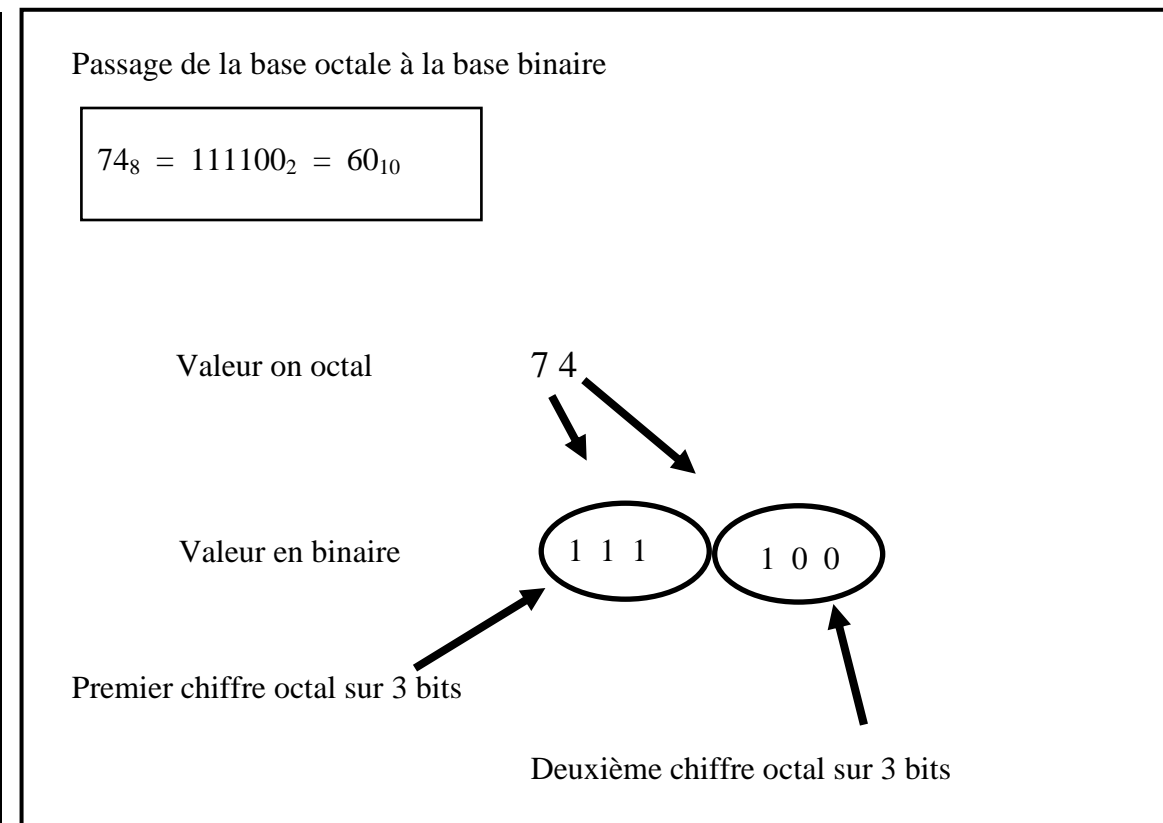 Passage de la base octale à la base binaire
74₈ = 111100₂ = 60₁₀
Valeur on octal 7 4
Valeur en binaire 1 1 1 1 0 0
Premier chiffre octal sur 3 bits
Deuxième chiffre octal sur 3 bits